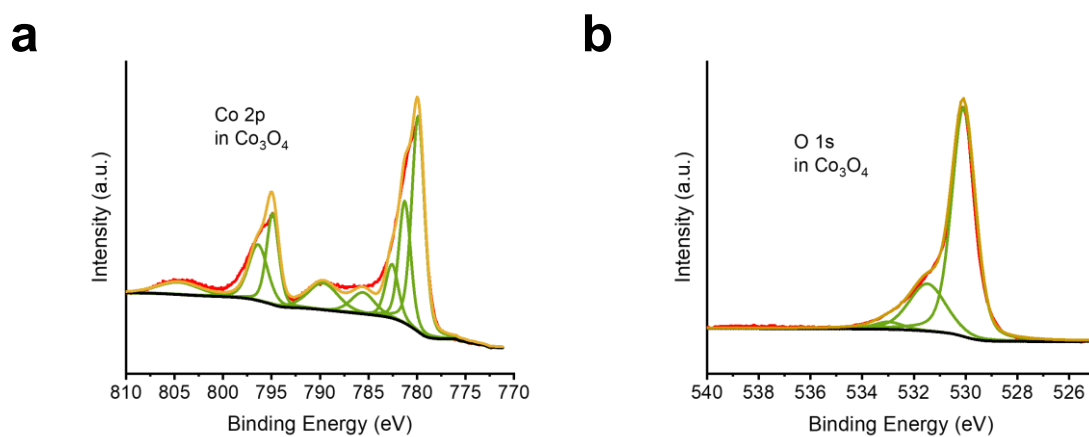 a
Co 2p
in Co₃O₄
Intensity (a.u.)
810 805 800 795 790 785 780 775 770
Binding Energy (eV)
b
O 1s
in Co₃O₄
Intensity (a.u.)
540 538 536 534 532 530 528 526
Binding Energy (eV)